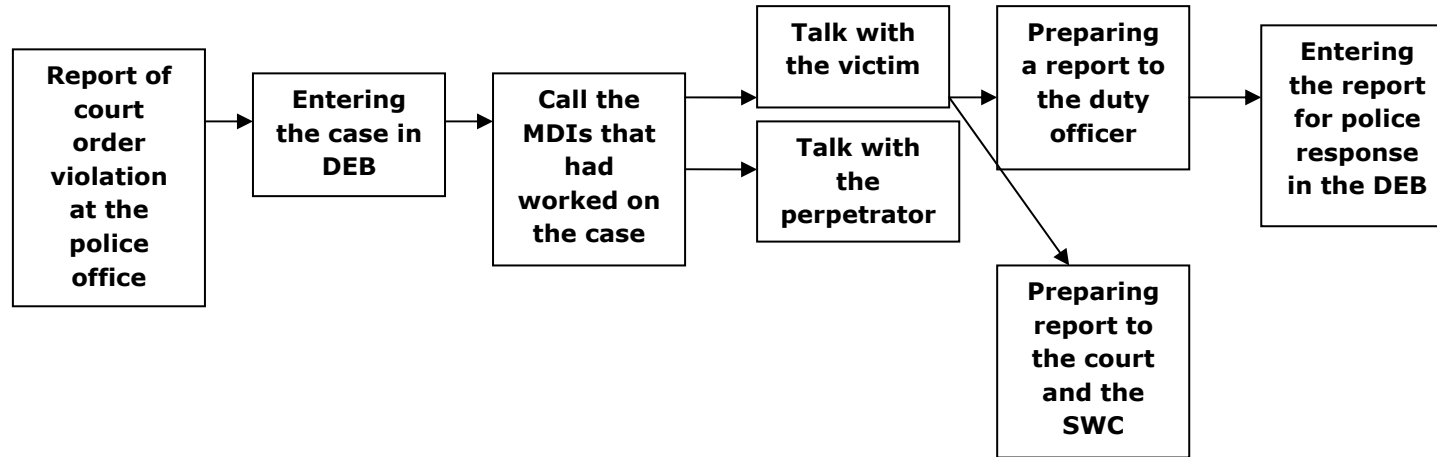 Report of
court
order
violation
at the
police
office
Entering
the case in
DEB
Call the
MDIs that
had
worked on
the case
Talk with
the victim
Talk with
the
perpetrator
Preparing
a report to
the duty
officer
Preparing
report to
the court
and the
SWC
Entering
the report
for police
response
in the DEB